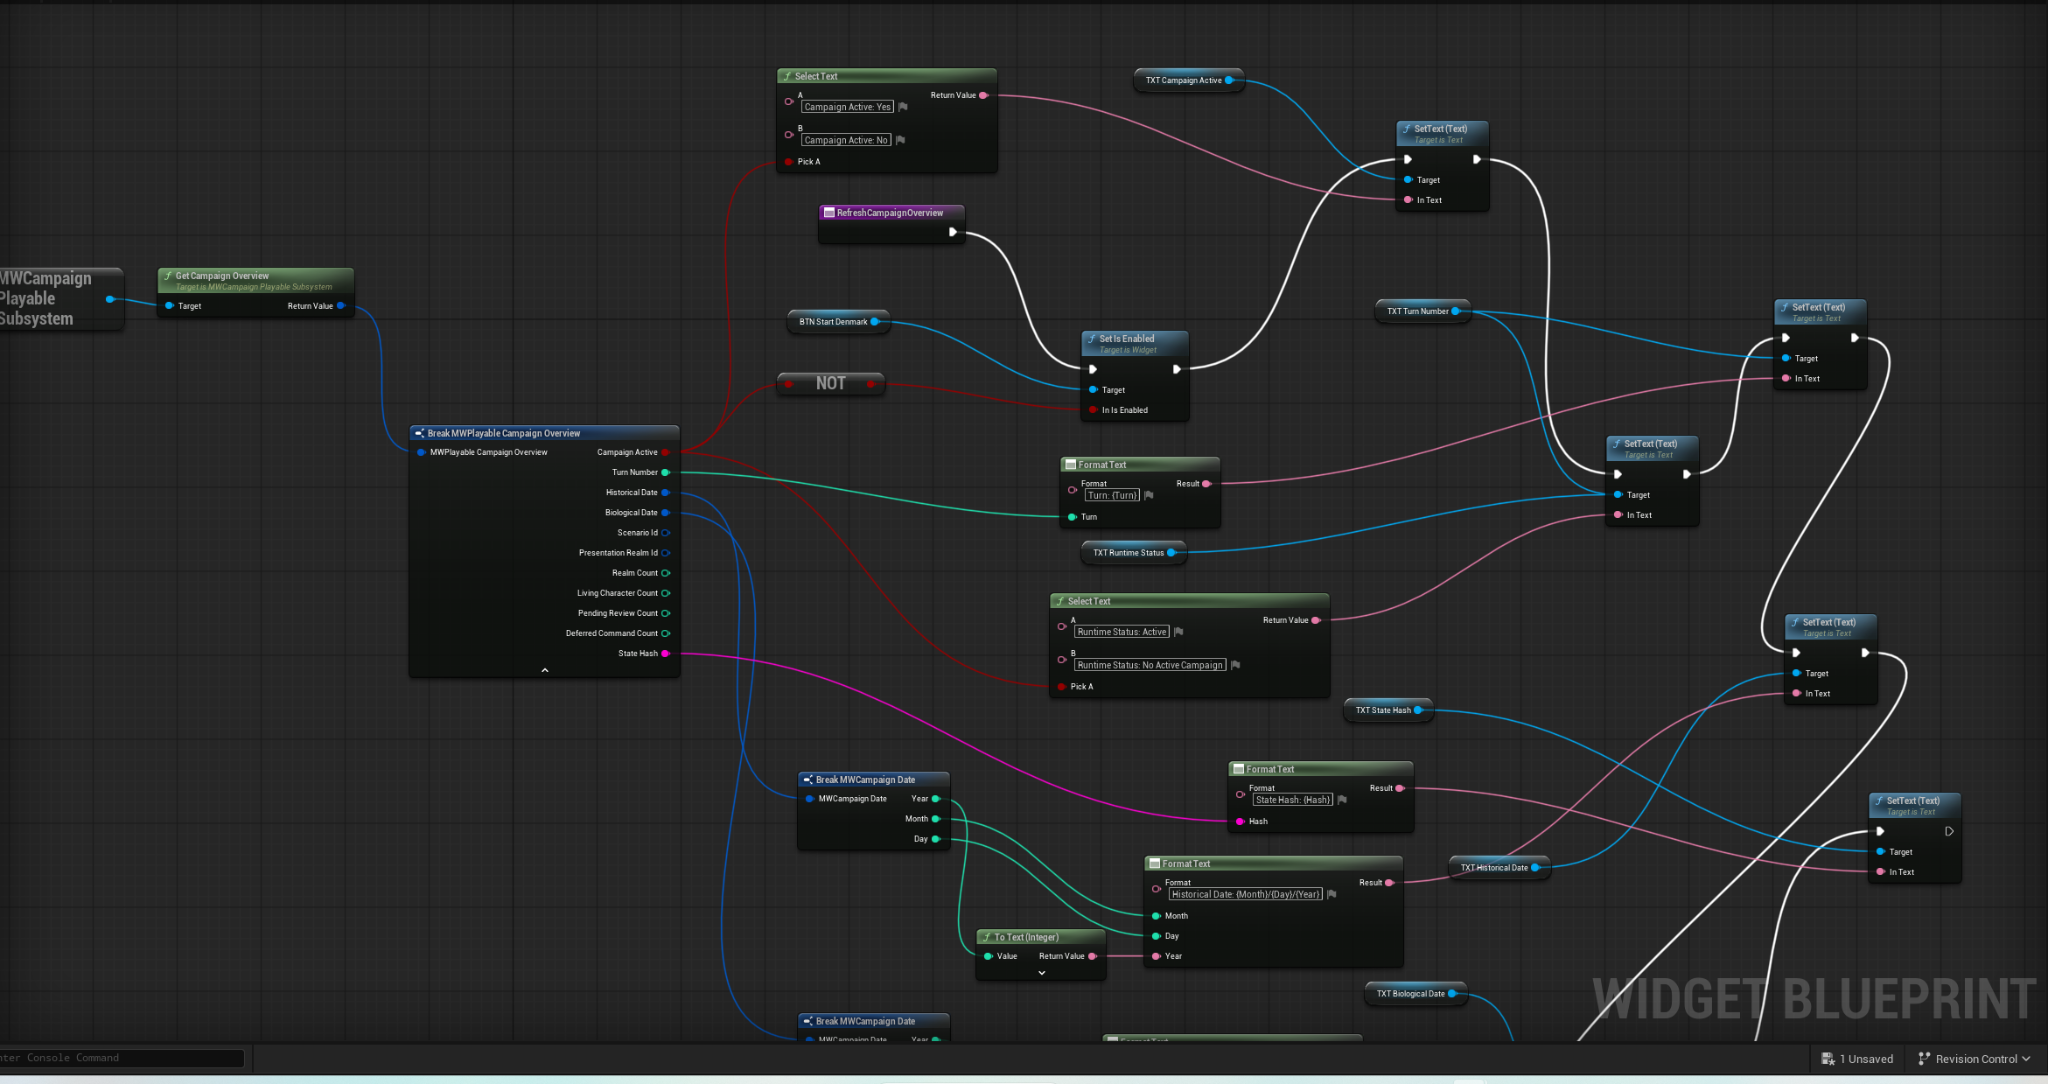 Select Text
A
Campaign Active: Yes
Return Value
B
Campaign Active: No
Pick A
TXT Campaign Active
SetText (Text)
Target is Text
Target
In Text
RefreshCampaignOverview
MWCampaign
Playable
Subsystem
Get Campaign Overview
Target is MWCampaign Playable Subsystem
Target
Return Value
BTN Start Denmark
Set Is Enabled
Target is Widget
Target
In Is Enabled
NOT
TXT Turn Number
SetText (Text)
Target is Text
Target
In Text
Break MWPlayable Campaign Overview
MWPlayable Campaign Overview
Campaign Active
Turn Number
Historical Date
Biological Date
Scenario Id
Presentation Realm Id
Realm Count
Living Character Count
Pending Review Count
Deferred Command Count
State Hash
Format Text
Format
Turn: {Turn}
Result
Turn
SetText (Text)
Target is Text
Target
In Text
TXT Runtime Status
Select Text
A
Runtime Status: Active
Return Value
B
Runtime Status: No Active Campaign
Pick A
SetText (Text)
Target is Text
Target
In Text
TXT State Hash
Format Text
Format
State Hash: {Hash}
Result
Hash
Break MWCampaign Date
MWCampaign Date
Year
Month
Day
SetText (Text)
Target is Text
Target
In Text
Format Text
Format
Historical Date: {Month}/{Day}/{Year}
Result
Month
Day
Year
TXT Historical Date
To Text (Integer)
Value
Return Value
TXT Biological Date
WIDGET BLUEPRINT
Break MWCampaign Date
MWCampaign Date
Year
Format Text
nter Console Command
1 Unsaved
Revision Control